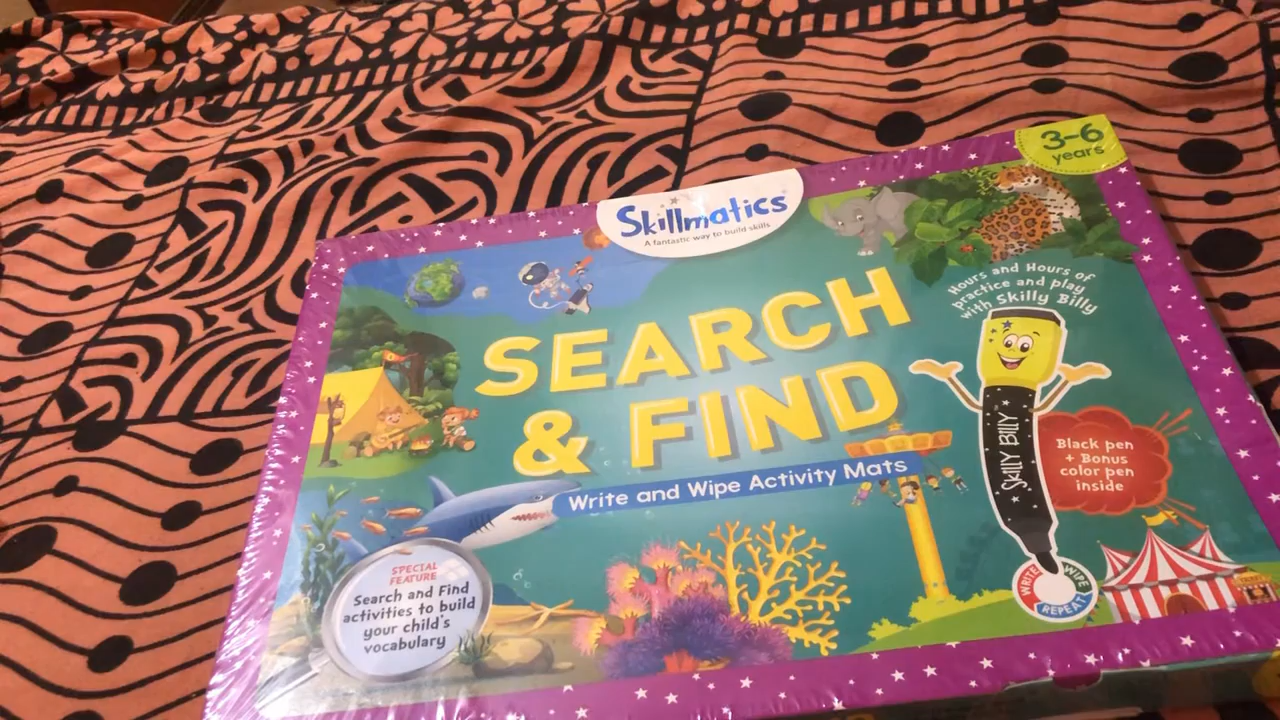 3-6
years
Skillmatics
A fantastic way to build skills
Hours and Hours of
practice and play
with Skilly Billy
SEARCH
& FIND
Write and Wipe Activity Mats
SKILLY BILLY
Black pen
+ Bonus
color pen
inside
SPECIAL
FEATURE
Search and Find
activities to build
your child's
vocabulary
WRITE
WIPE
REPEAT